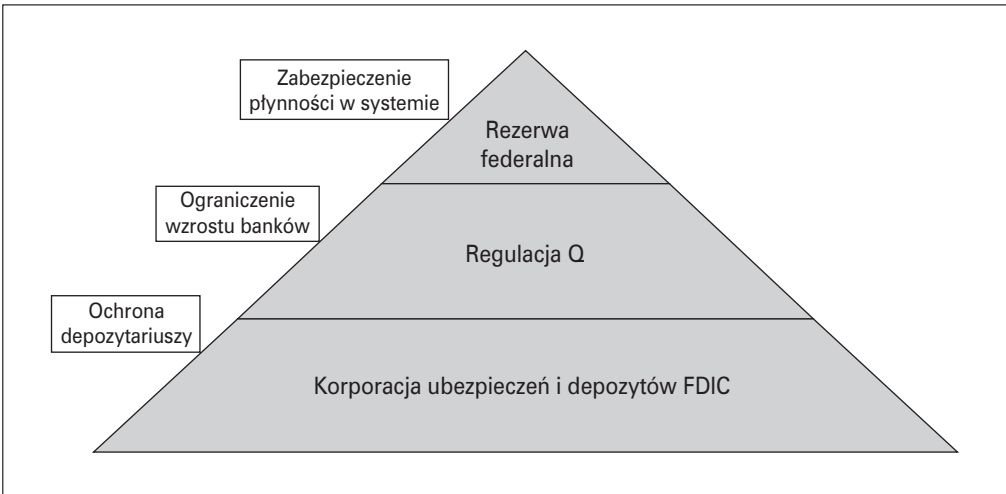 Zabezpieczenie
płynności w systemie
Rezerwa
federalna
Ograniczenie
wzrostu banków
Regulacja Q
Ochrona
depozytariuszy
Korporacja ubezpieczeń i depozytów FDIC